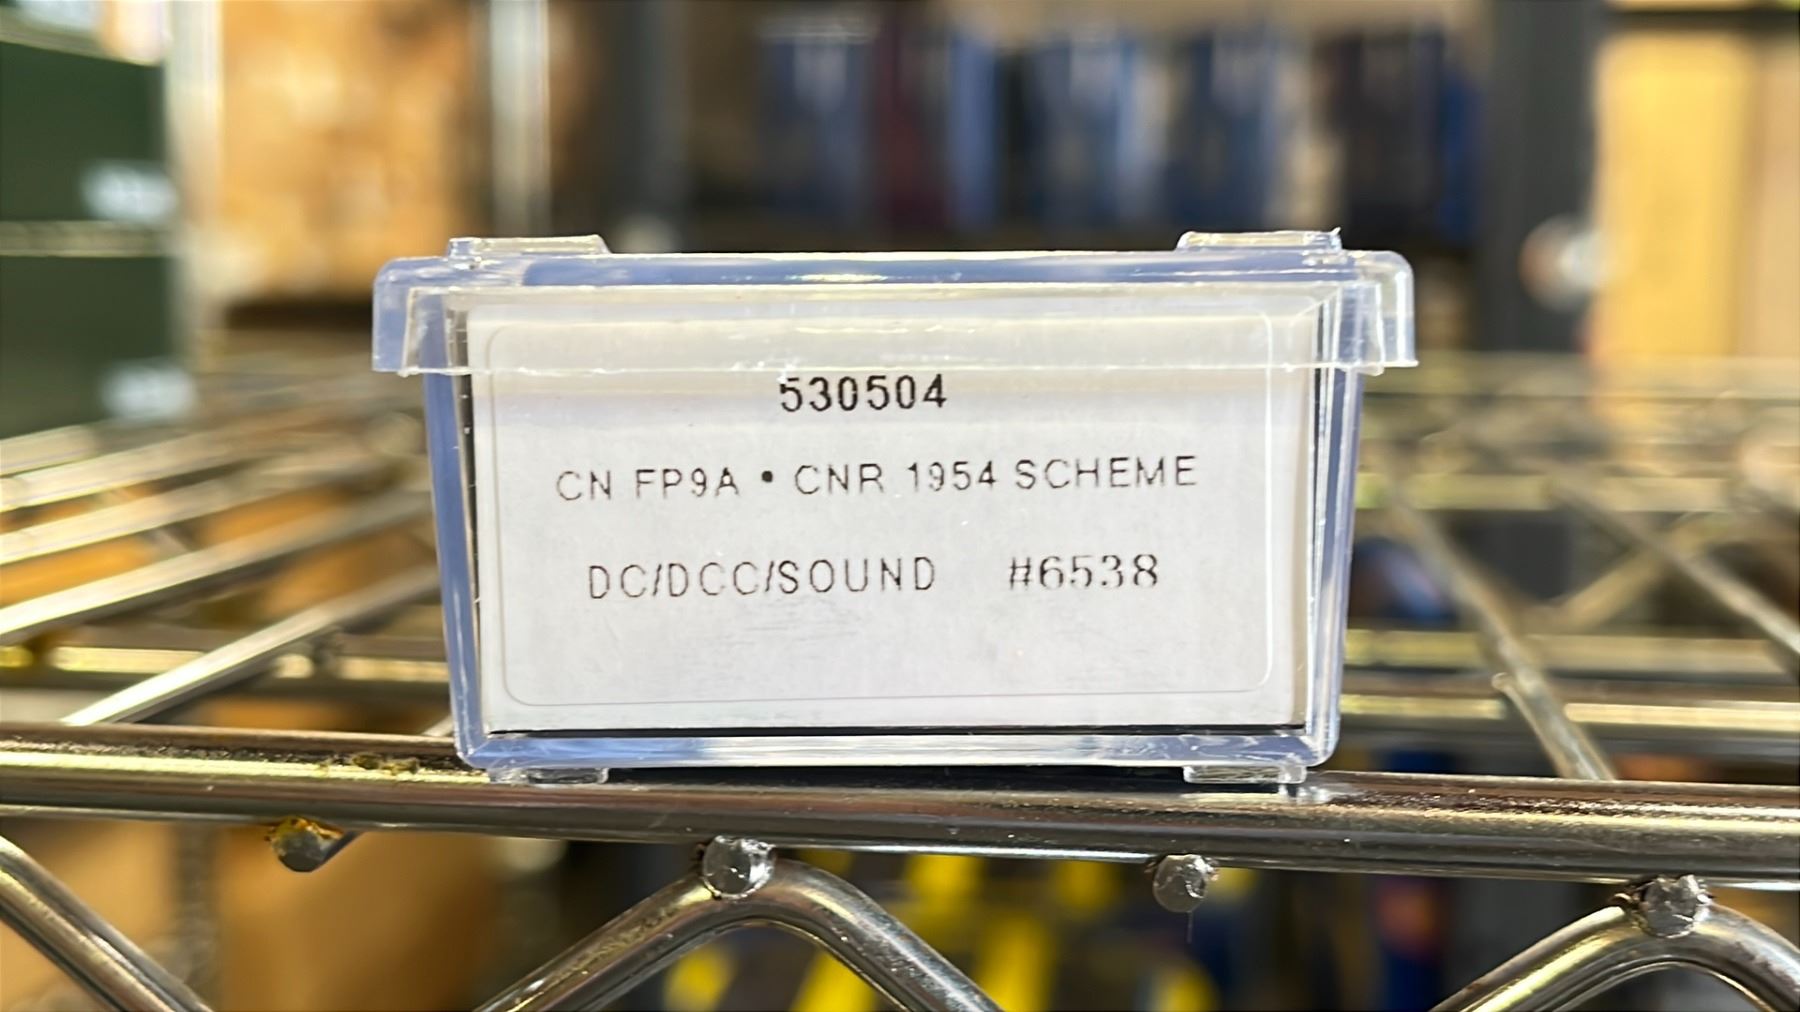 530504
CN FP9A • CNR 1954 SCHEME
DC/DCC/SOUND #6538